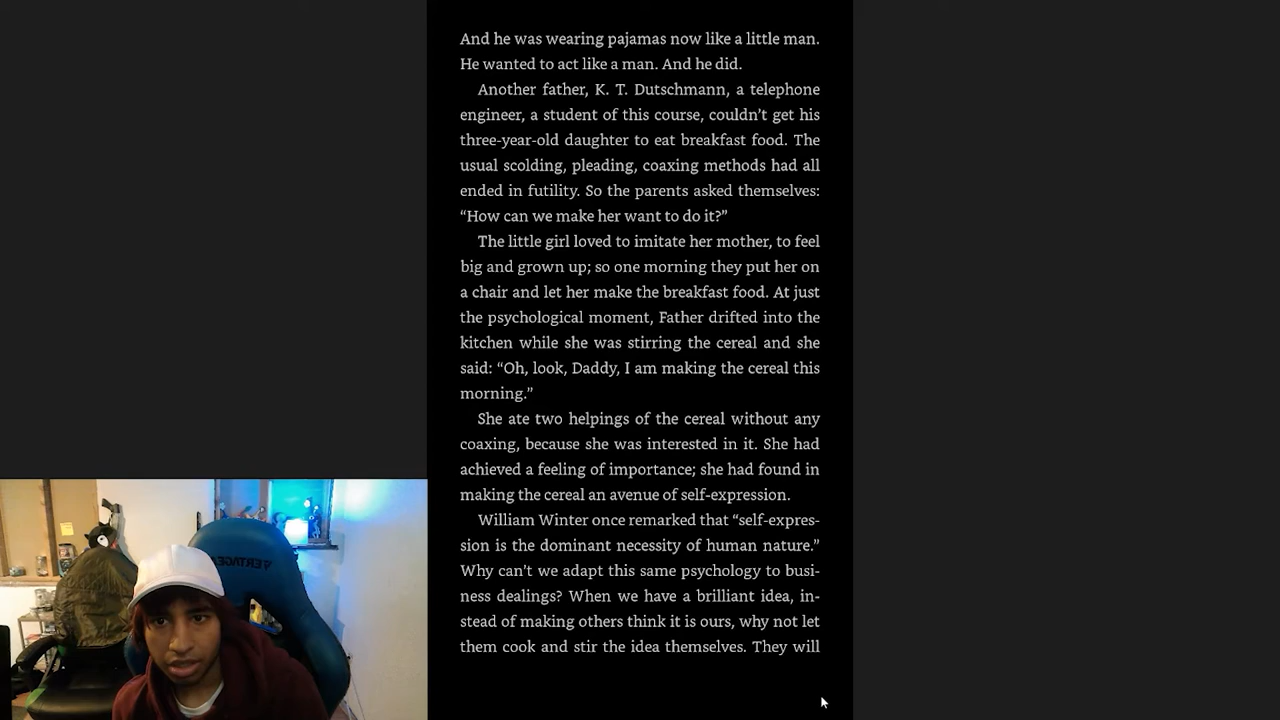 And he was wearing pajamas now like a little man.
He wanted to act like a man. And he did.
Another father, K. T. Dutschmann, a telephone
engineer, a student of this course, couldn’t get his
three-year-old daughter to eat breakfast food. The
usual scolding, pleading, coaxing methods had all
ended in futility. So the parents asked themselves:
“How can we make her want to do it?”
The little girl loved to imitate her mother, to feel
big and grown up; so one morning they put her on
a chair and let her make the breakfast food. At just
the psychological moment, Father drifted into the
kitchen while she was stirring the cereal and she
said: “Oh, look, Daddy, I am making the cereal this
morning.”
She ate two helpings of the cereal without any
coaxing, because she was interested in it. She had
achieved a feeling of importance; she had found in
making the cereal an avenue of self-expression.
William Winter once remarked that “self-expres-
sion is the dominant necessity of human nature.”
Why can’t we adapt this same psychology to busi-
ness dealings? When we have a brilliant idea, in-
stead of making others think it is ours, why not let
them cook and stir the idea themselves. They will